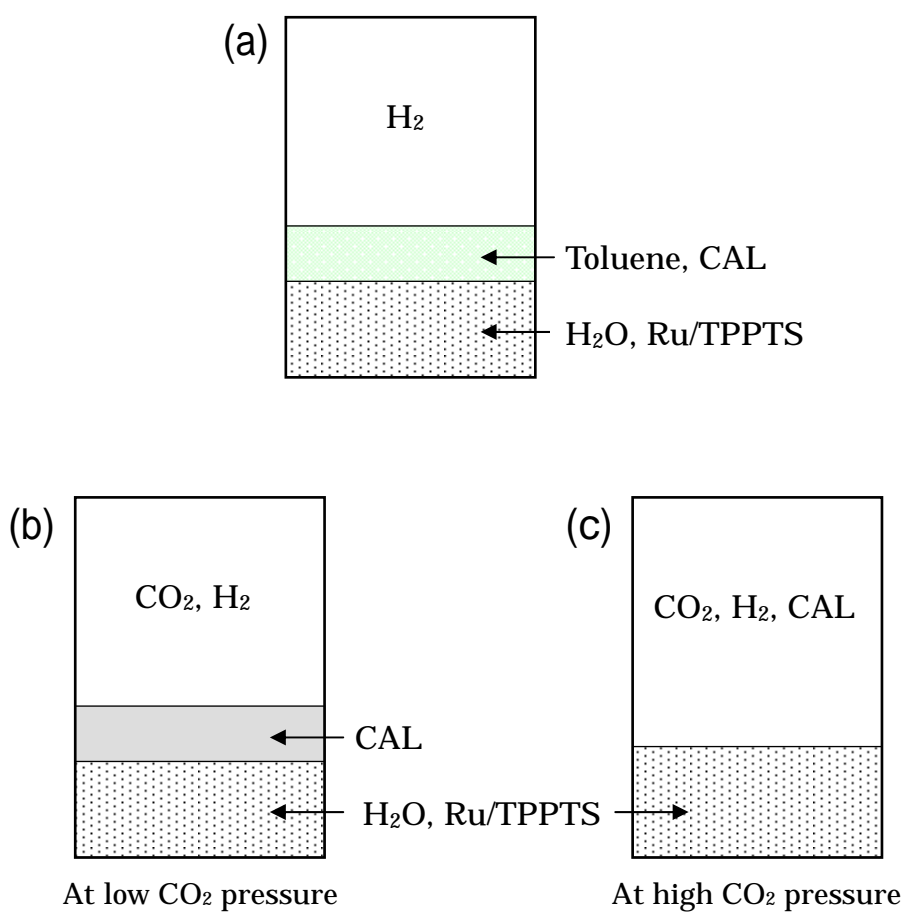 (a)
H₂
Toluene, CAL
H₂O, Ru/TPPTS
(b)
CO₂, H₂
CAL
H₂O, Ru/TPPTS
At low CO₂ pressure
(c)
CO₂, H₂, CAL
At high CO₂ pressure